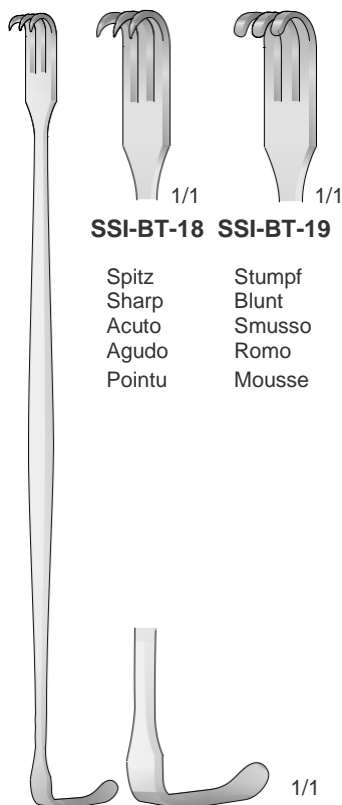 1/1 1/1
SSI-BT-18 SSI-BT-19
Spitz Stumpf
Sharp Blunt
Acuto Smusso
Agudo Romo
Pointu Mousse
1/1